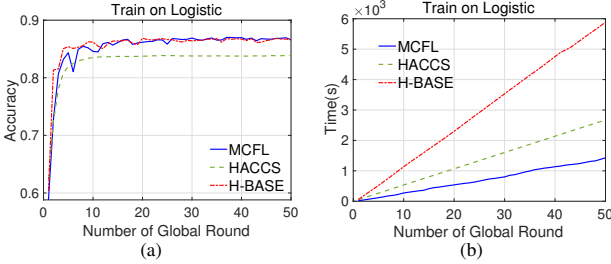 Train on Logistic
0.9
0.8
0.7
0.6
Accuracy
MCFL
HACCS
H-BASE
0 10 20 30 40 50
Number of Global Round
(a)
Train on Logistic
×10³
6
5
4
3
2
1
0
Time(s)
MCFL
HACCS
H-BASE
0 10 20 30 40 50
Number of Global Round
(b)